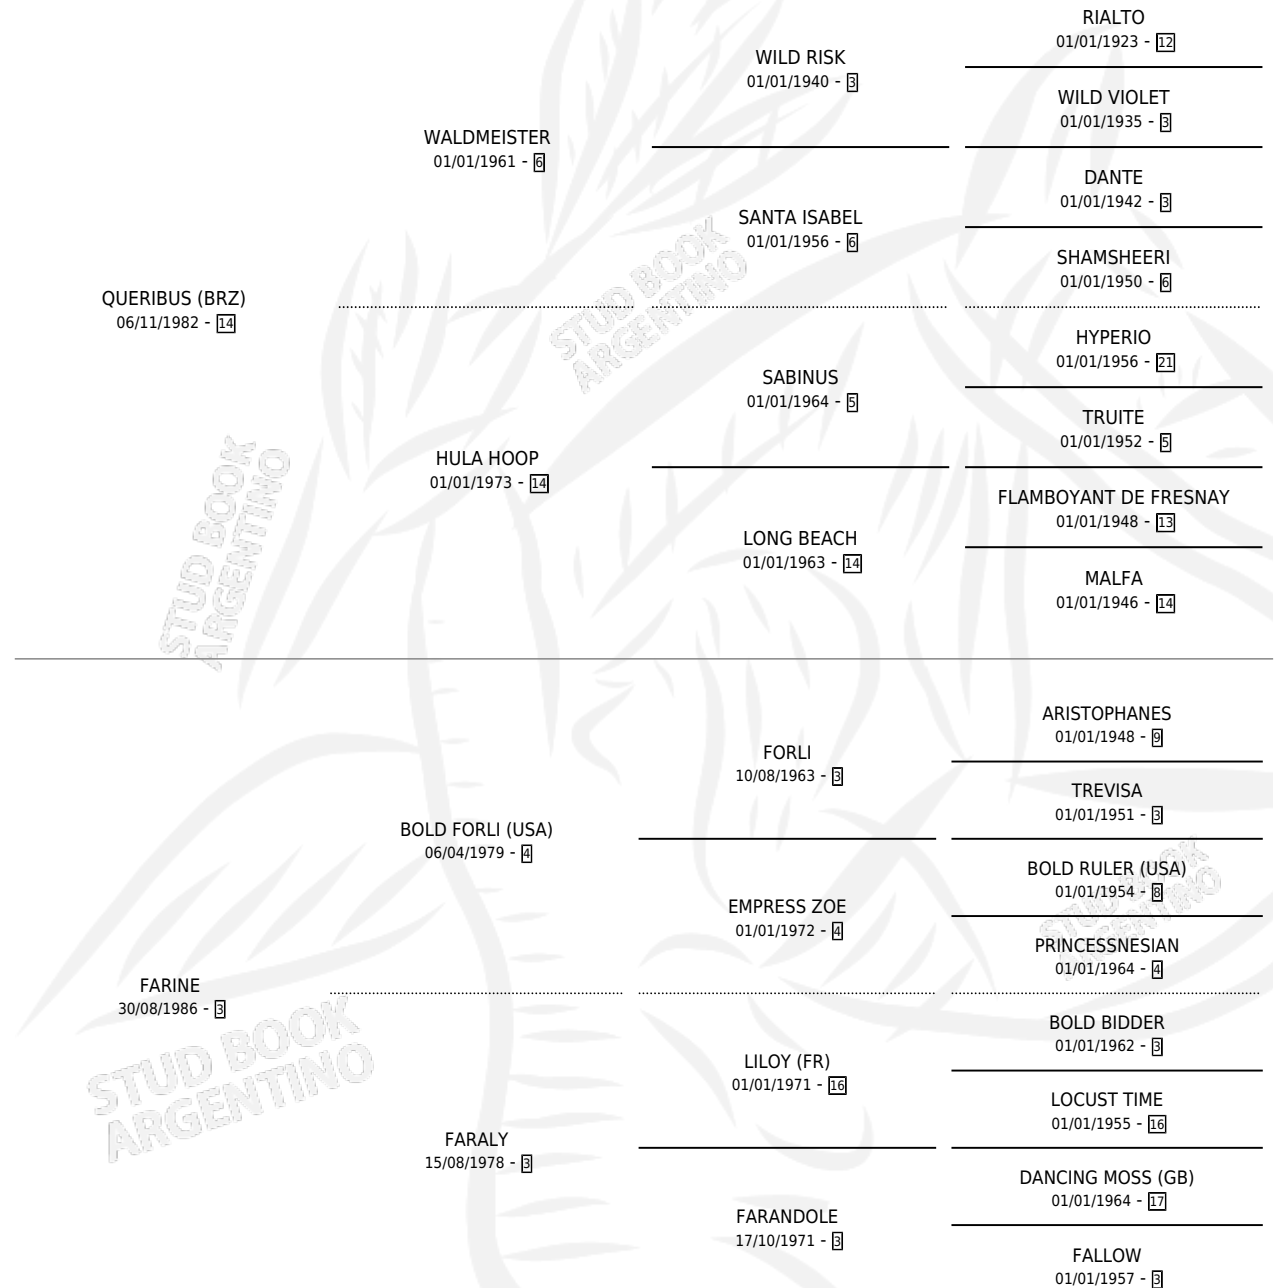 RIALTO
01/01/1923 - 12
WILD RISK
01/01/1940 - 3
WILD VIOLET
01/01/1935 - 3
WALDMEISTER
01/01/1961 - 6
DANTE
01/01/1942 - 3
SANTA ISABEL
01/01/1956 - 6
SHAMSHEERI
01/01/1950 - 6
QUERIBUS (BRZ)
06/11/1982 - 14
HYPERIO
01/01/1956 - 21
SABINUS
01/01/1964 - 5
TRUITE
01/01/1952 - 5
HULA HOOP
01/01/1973 - 14
FLAMBOYANT DE FRESNAY
01/01/1948 - 13
LONG BEACH
01/01/1963 - 14
MALFA
01/01/1946 - 14
ARISTOPHANES
01/01/1948 - 9
FORLI
10/08/1963 - 3
TREVISA
01/01/1951 - 3
BOLD FORLI (USA)
06/04/1979 - 4
BOLD RULER (USA)
01/01/1954 - 8
EMPRESS ZOE
01/01/1972 - 4
PRINCESSNESIAN
01/01/1964 - 4
FARINE
30/08/1986 - 3
BOLD BIDDER
01/01/1962 - 3
LILOY (FR)
01/01/1971 - 16
LOCUST TIME
01/01/1955 - 16
FARALY
15/08/1978 - 3
DANCING MOSS (GB)
01/01/1964 - 17
FARANDOLE
17/10/1971 - 3
FALLOW
01/01/1957 - 3
STUD BOOK
ARGENTINO
STUD BOOK
ARGENTINO
STUD BOOK
ARGENTINO
STUD BOOK
ARGENTINO